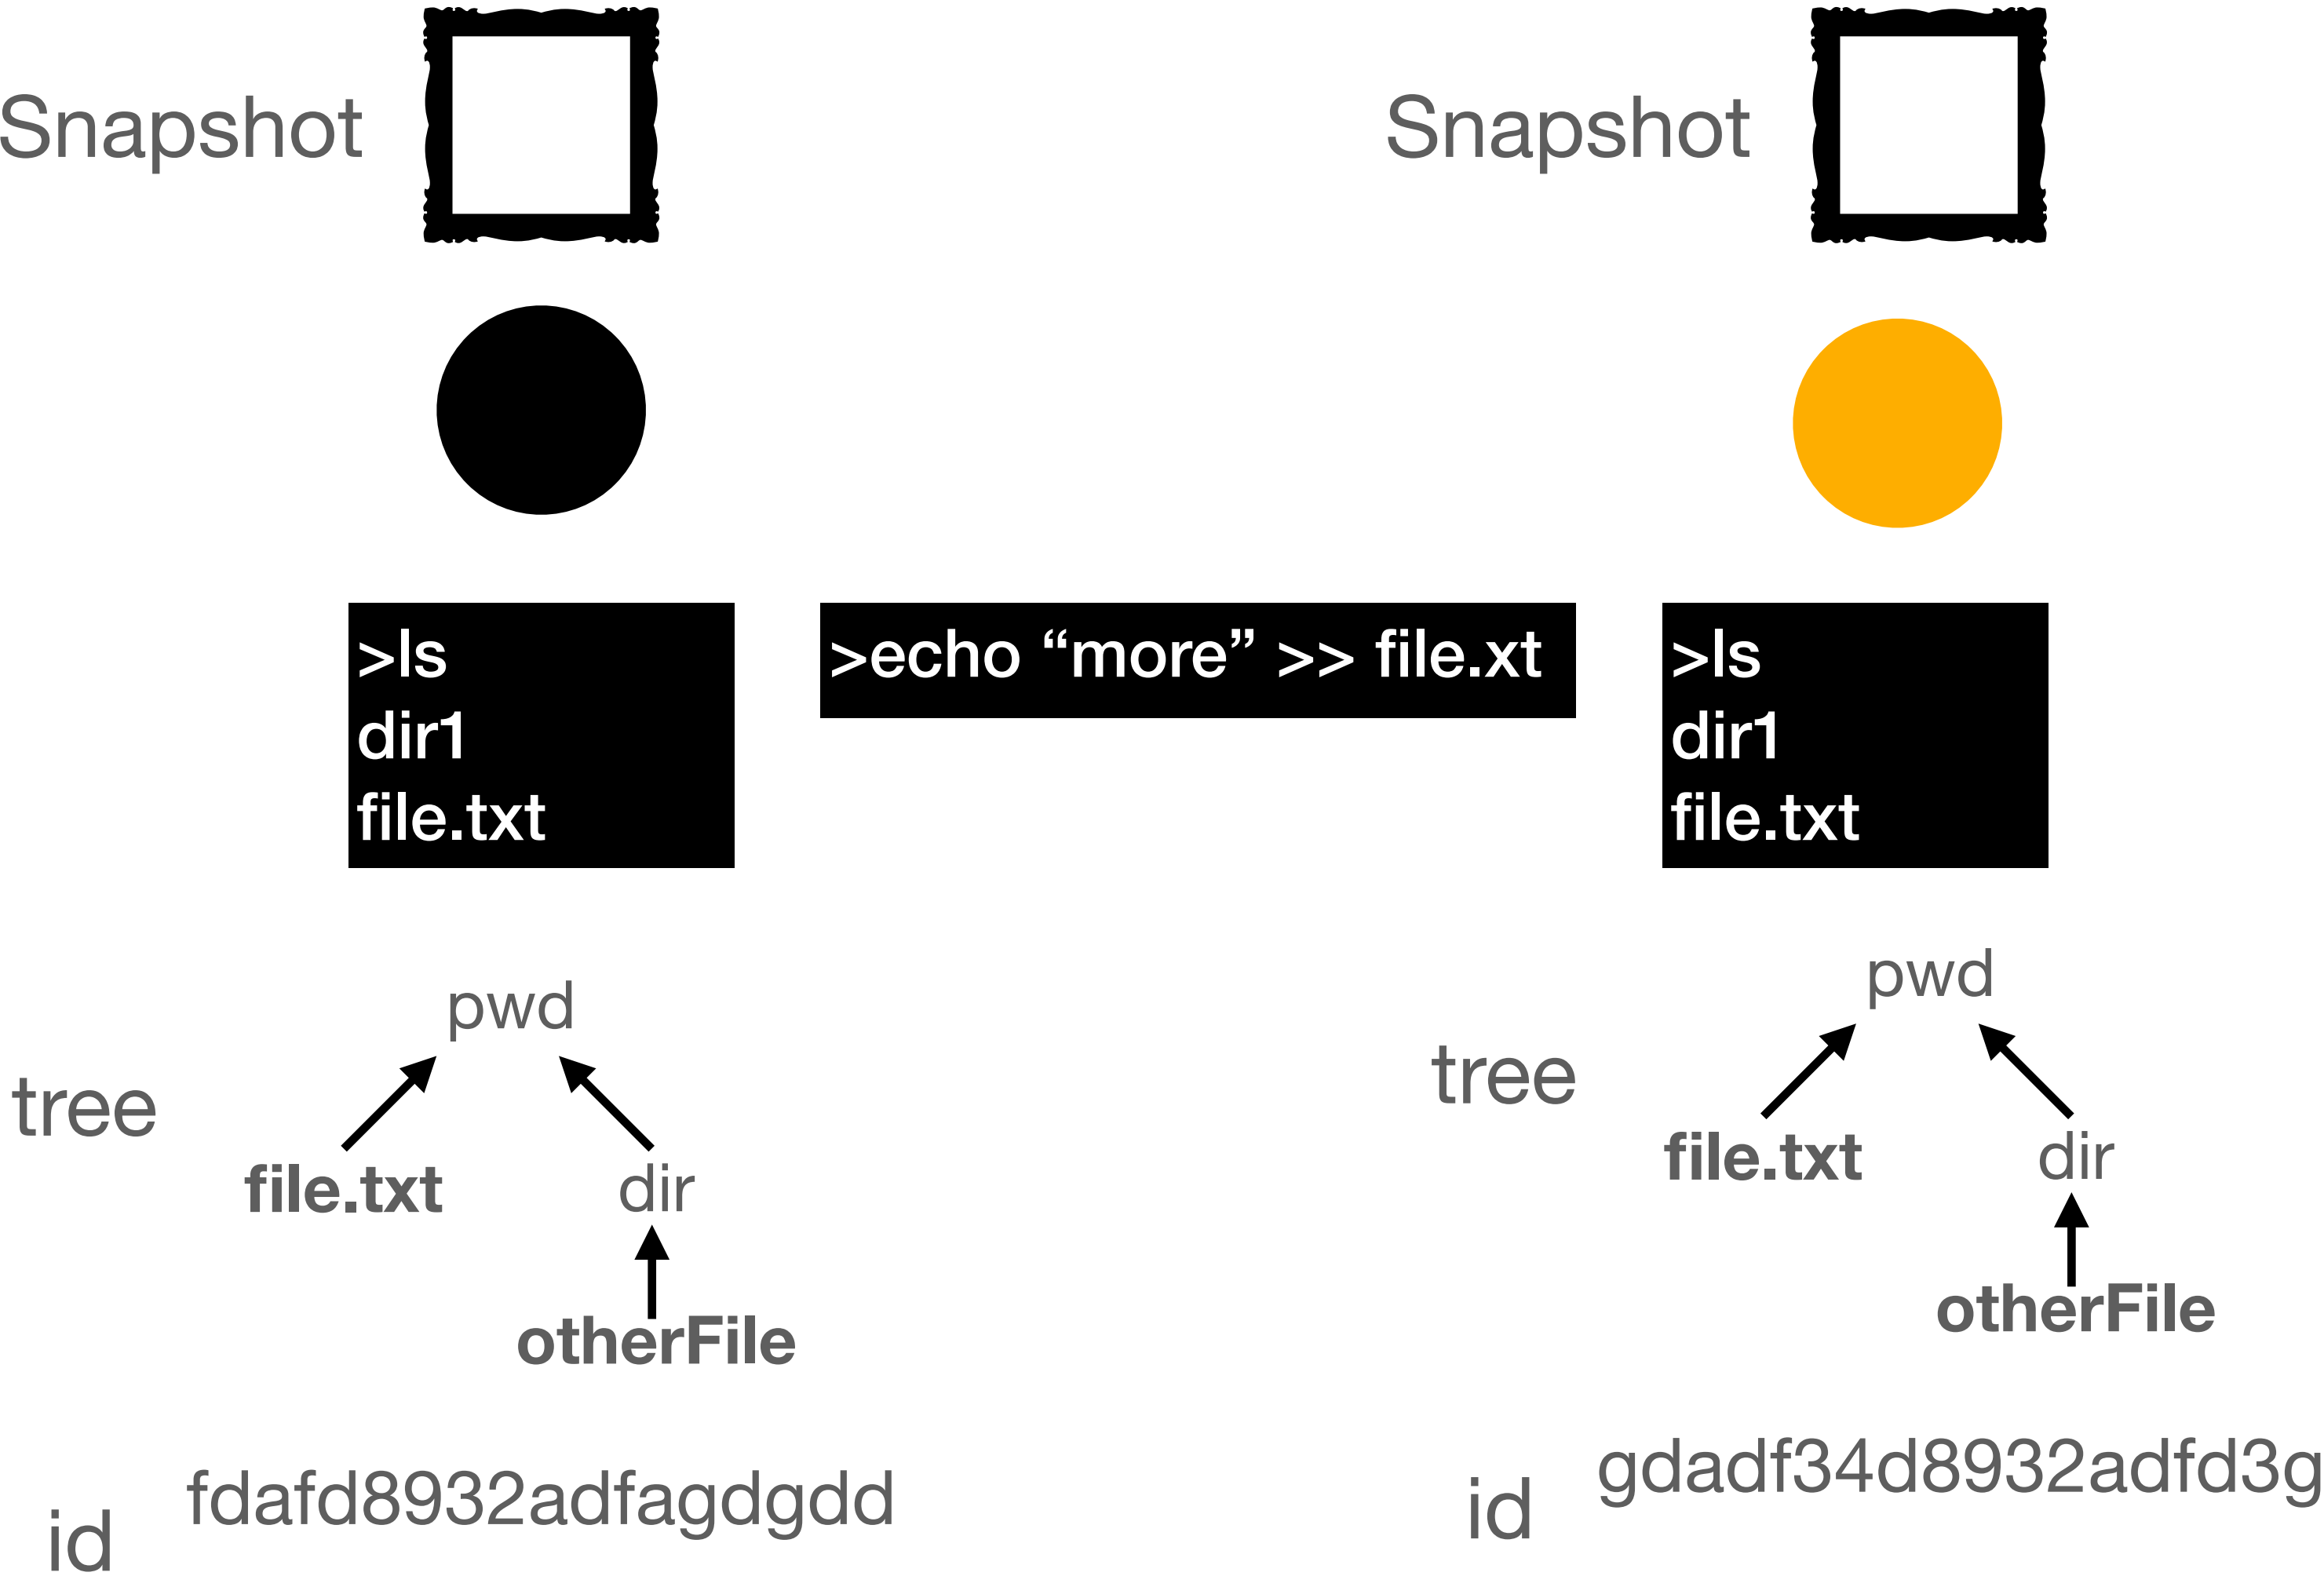 Snapshot
Snapshot
>ls
dir1
file.txt
>echo “more” >> file.xt
>ls
dir1
file.txt
tree
pwd
file.txt
dir
otherFile
tree
pwd
file.txt
dir
otherFile
id
fdafd8932adfagdgdd
id
gdadf34d8932adfd3g